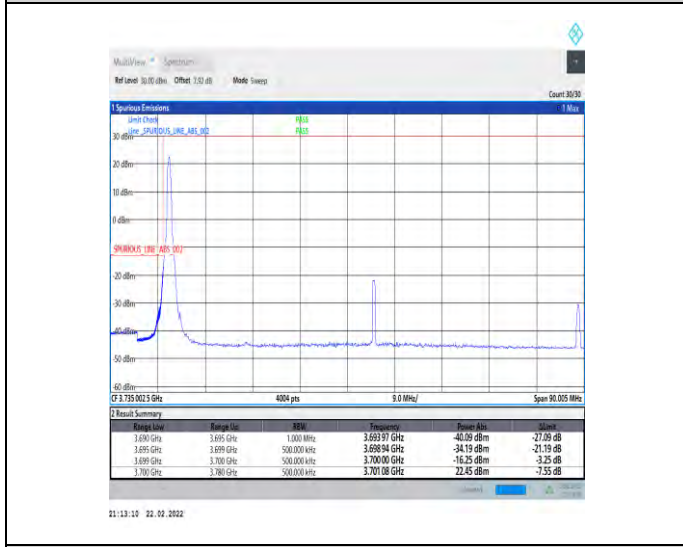 MultiView Spectrum
Ref Level 30.00 dBm Offset 2.92 dB Mode Sweep
Count 30/30
1 Spurious Emissions 1 Max
Limit Check PASS
Line _SPURIOUS_LINE_ABS_002 PASS
30 dBm
20 dBm
10 dBm
0 dBm
SPURIOUS_LINE_ABS_002
-20 dBm
-30 dBm
-40 dBm
-50 dBm
-60 dBm
CF 3.735 002 5 GHz 4004 pts 9.0 MHz/ Span 90.005 MHz
2 Result Summary
Range Low Range Up RBW Frequency Power Abs ΔLimit
3.690 GHz 3.695 GHz 1.000 MHz 3.693 97 GHz -40.09 dBm -27.09 dB
3.695 GHz 3.699 GHz 500.000 kHz 3.698 94 GHz -34.19 dBm -21.19 dB
3.699 GHz 3.700 GHz 500.000 kHz 3.700 00 GHz -16.25 dBm -3.25 dB
3.700 GHz 3.780 GHz 500.000 kHz 3.701 08 GHz 22.45 dBm -7.55 dB
21:13:10 22.02.2022